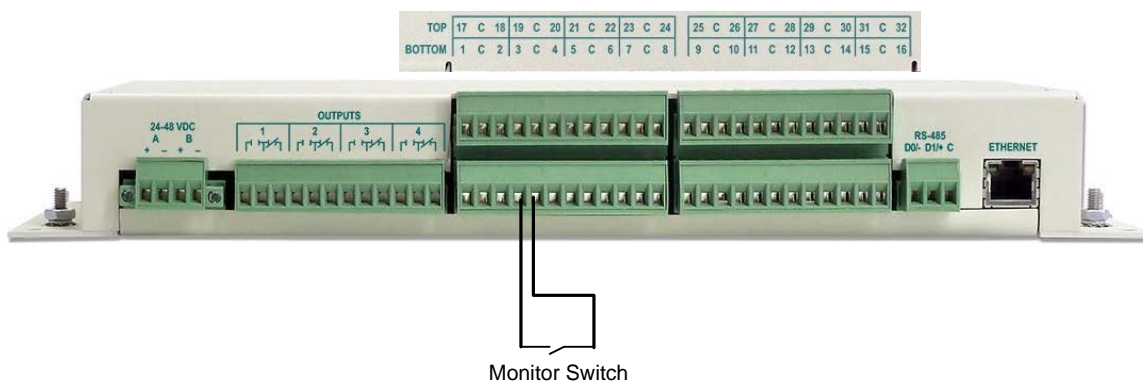 TOP 17 C 18 19 C 20 21 C 22 23 C 24 25 C 26 27 C 28 29 C 30 31 C 32
BOTTOM 1 C 2 3 C 4 5 C 6 7 C 8 9 C 10 11 C 12 13 C 14 15 C 16
24-48 VDC
A B
+ – + –
OUTPUTS
1 2 3 4
RS-485
D0/- D1/+ C
ETHERNET
Monitor Switch